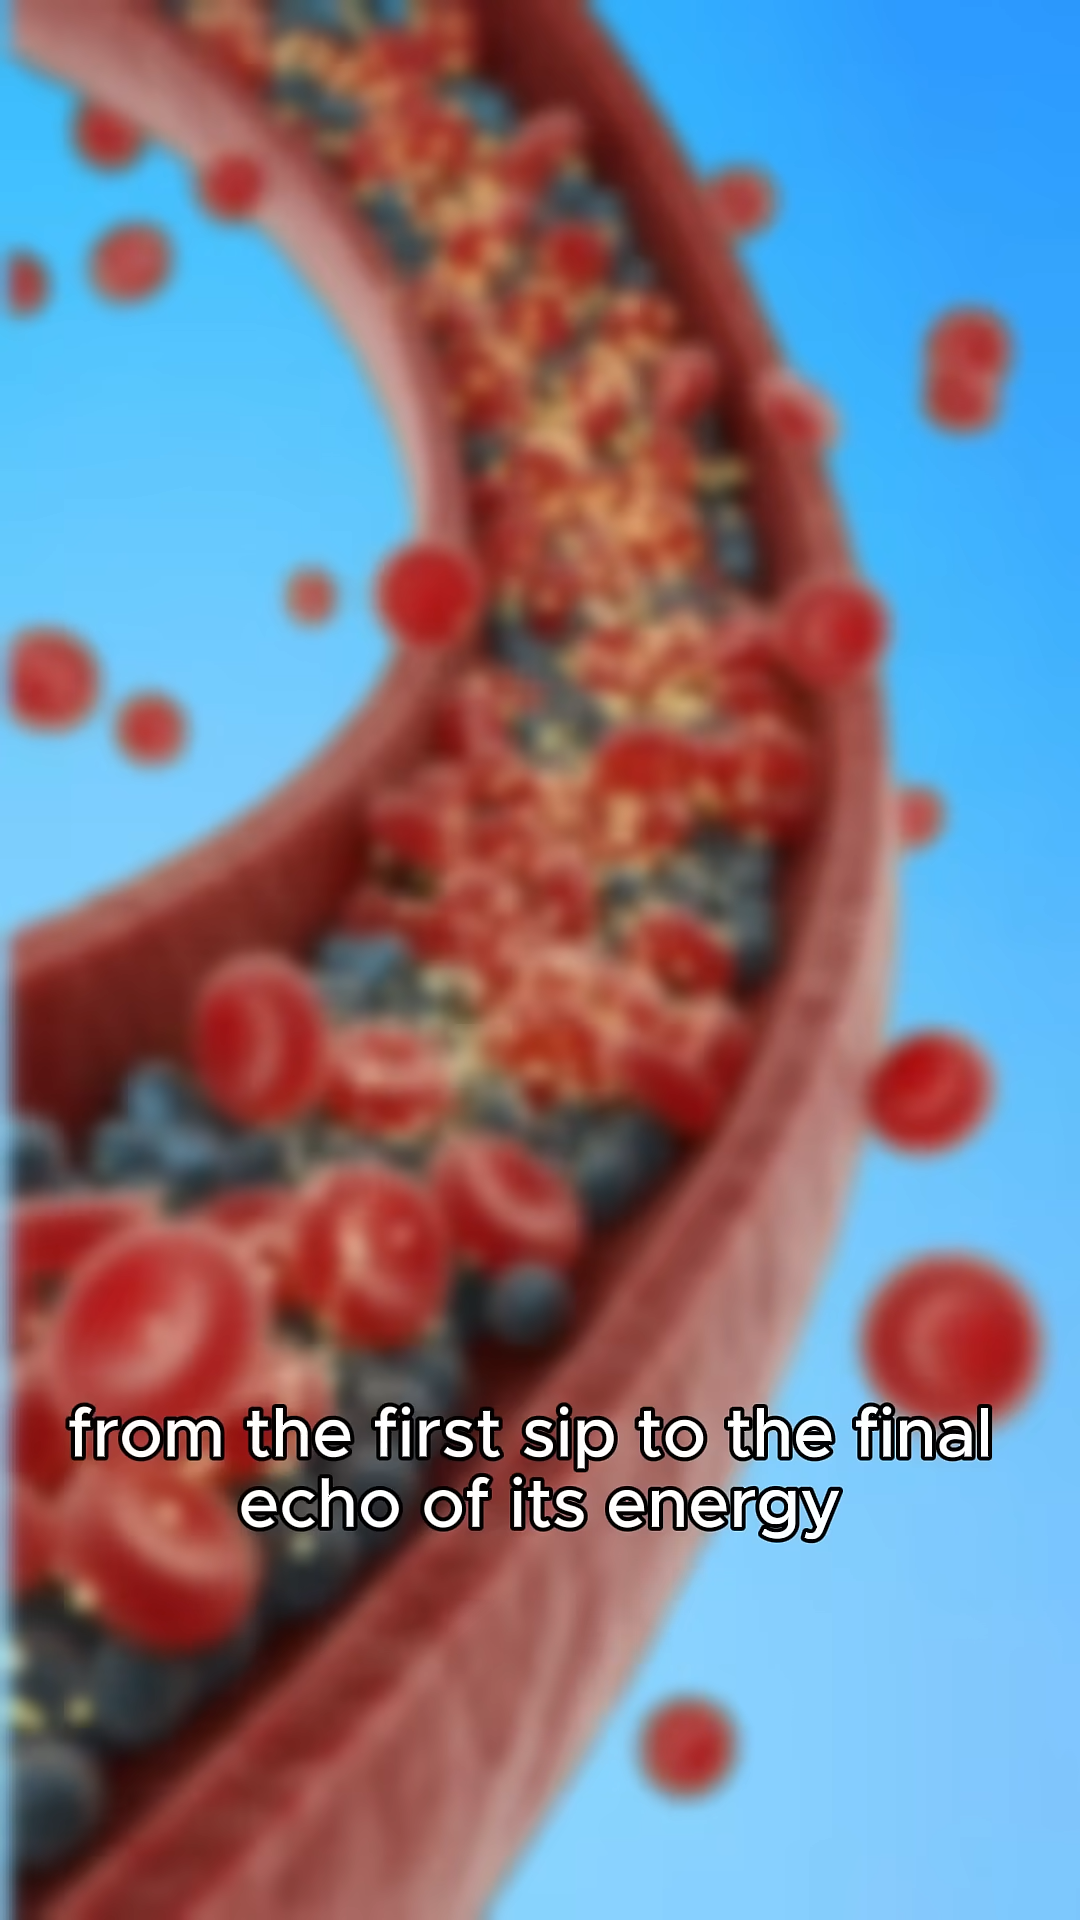 from the first sip to the final
echo of its energy